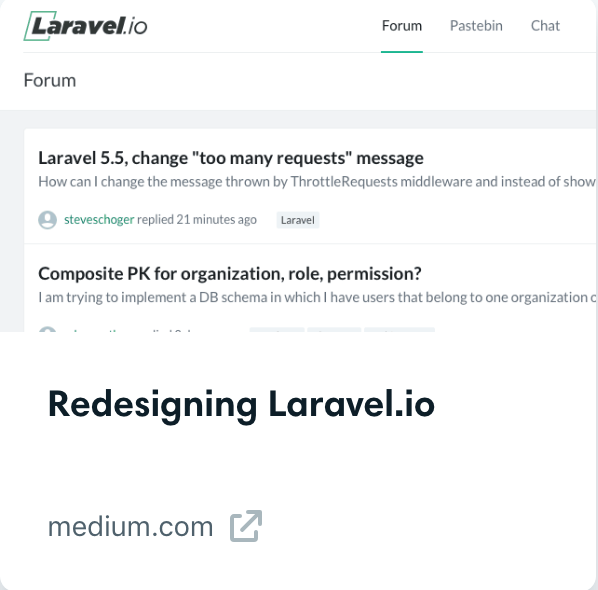 Laravel.io
Forum Pastebin Chat
Forum
Laravel 5.5, change "too many requests" message
How can I change the message thrown by ThrottleRequests middleware and instead of show
steveschoger replied 21 minutes ago Laravel
Composite PK for organization, role, permission?
I am trying to implement a DB schema in which I have users that belong to one organization
Redesigning Laravel.io
medium.com